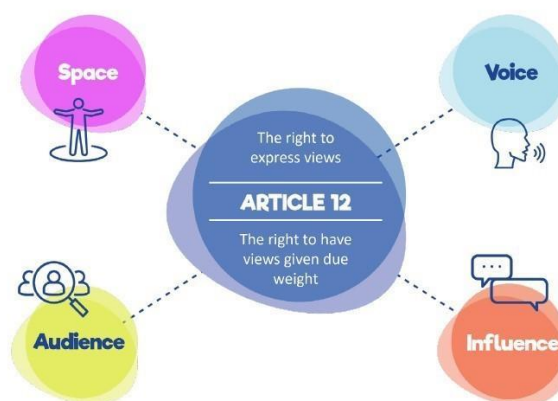 Space
Voice
The right to
express views
ARTICLE 12
The right to have
views given due
weight
Audience
Influence